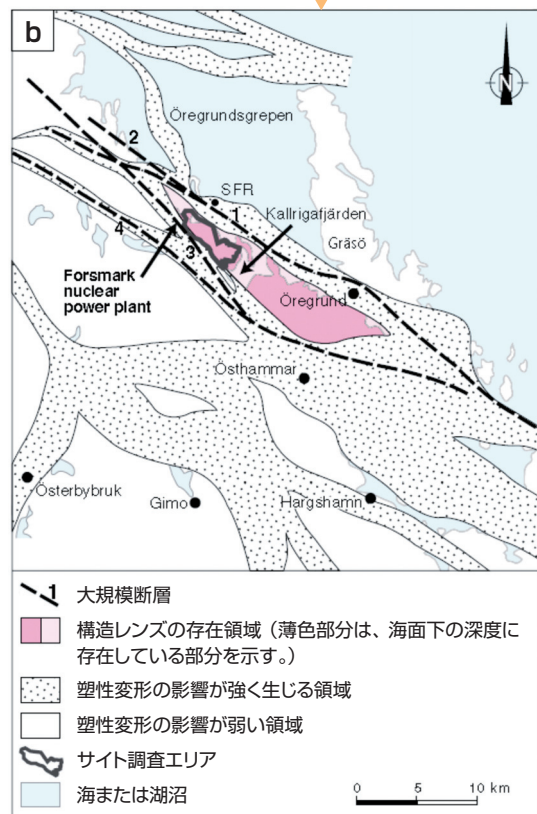 b
N
Öregrundsgrepen
2
SFR
1
Kallrigafjärden
4
3
Gräsö
Forsmark
nuclear
power plant
Öregrund
Östhammar
Österbybruk
Gimo
Hargshamn
1 大規模断層
構造レンズの存在領域（薄色部分は、海面下の深度に
存在している部分を示す。）
塑性変形の影響が強く生じる領域
塑性変形の影響が弱い領域
サイト調査エリア
海または湖沼
0 5 10 km